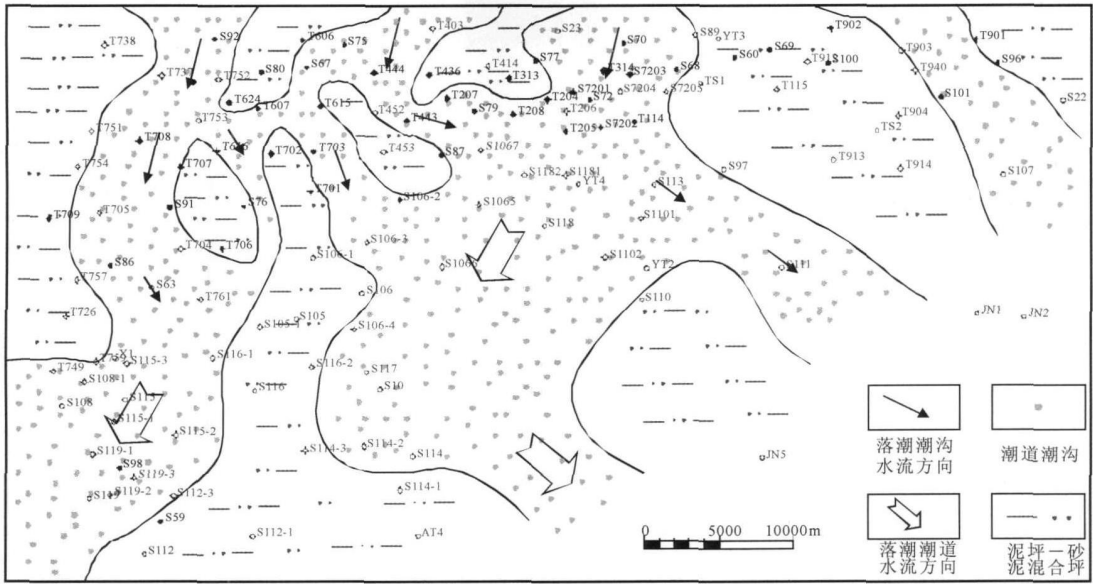 T403
S23
T902
S92
T606
S89
YT3
T901
T738
S75
S70
S69
T903
S77
S60
S96
S67
T414
S68
S100
T737
T752
S80
T444
T436
T313
T314
S7203
T940
TS1
T115
S7201
S7204
S7205
S101
S22
T624
T607
T615
T207
T204
S72
T452
S79
T208
T206
T904
T753
T443
T114
T751
T205
S7202
TS2
T708
T702
T703
T453
S87
S1067
T913
T754
T707
S97
T914
S107
S1182
S1181
YT4
S113
T701
S106-2
T709
T705
S91
S76
S1065
S118
S1101
T704
T706
S106-3
S106-1
S1066
S1102
YT2
S111
S86
T757
S63
T761
S106
S110
T726
S105
S106-4
JN1
JN2
T759
X1
S115-3
S116-1
S116-2
T749
S108-1
S117
S116
S10
S108
S115
S115-1
S115-2
S114-3
S114-2
S119-1
S114
JN5
S98
S119-3
S119
S119-2
S112-3
S114-1
S59
S112-1
AT4
S112
0 5000 10000m
落潮潮沟
水流方向
潮道潮沟
落潮潮道
水流方向
泥坪—砂
泥混合坪